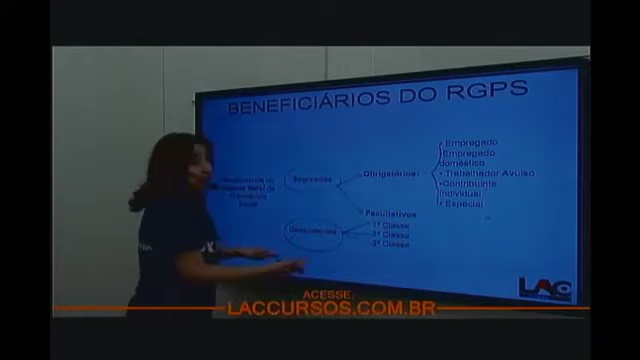 BENEFICIÁRIOS DO RGPS
Segurados
Obrigatórios:
• Empregado
• Empregado
doméstico
• Trabalhador Avulso
• Contribuinte
Individual
• Especial
Facultativos
Dependentes
1ª Classe
2ª Classe
3ª Classe
LAC
ACESSE:
LACCURSOS.COM.BR